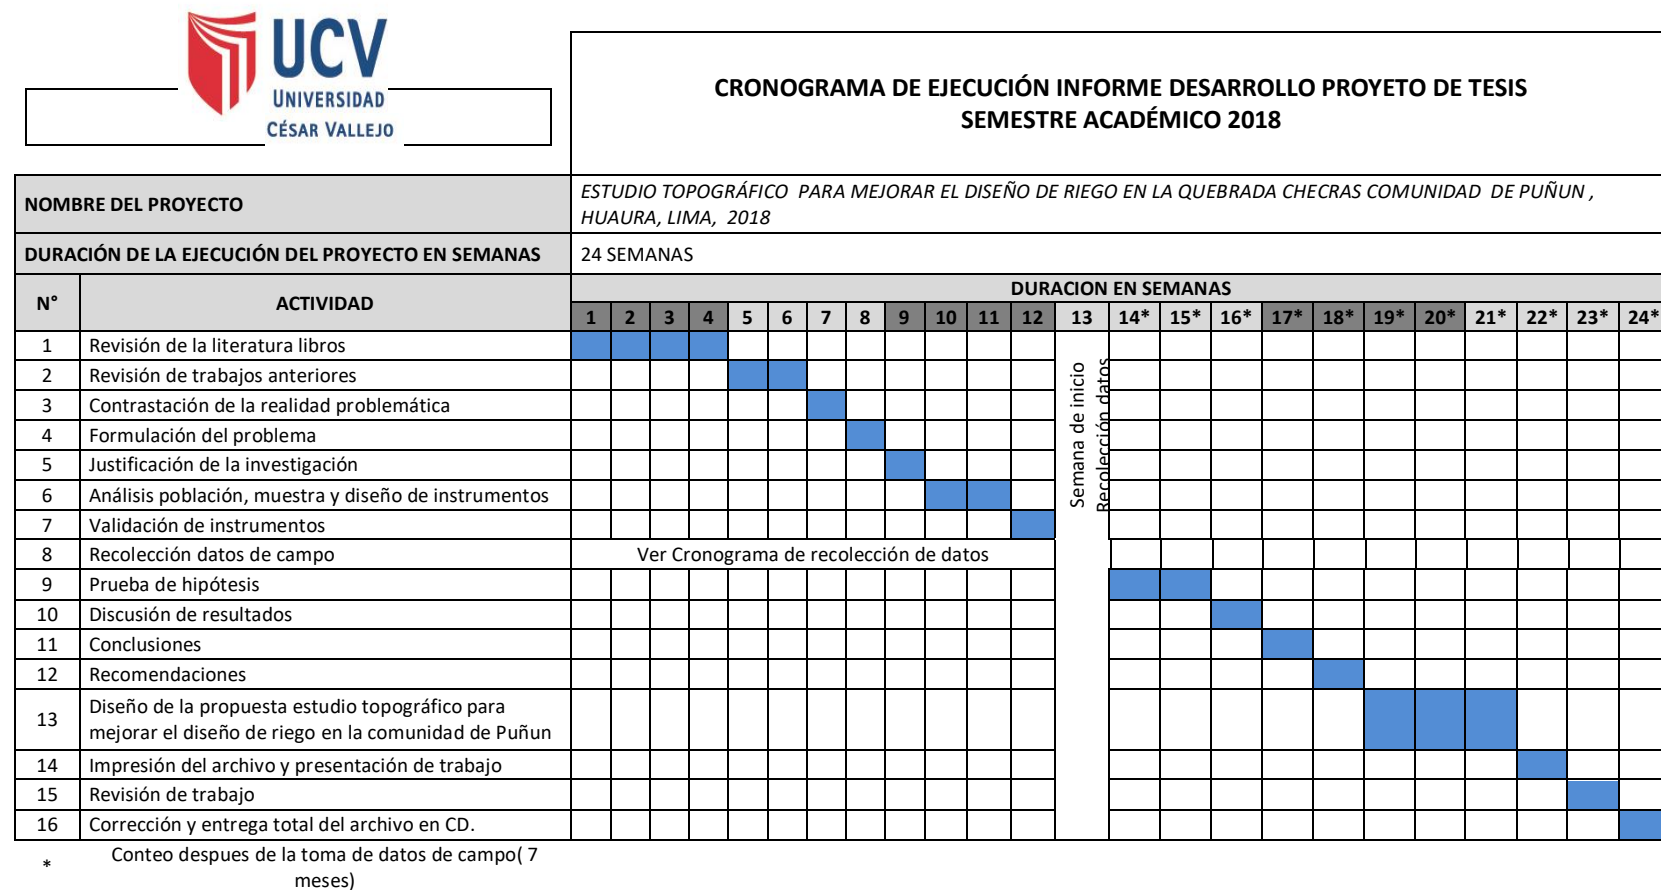 UCV
UNIVERSIDAD
CÉSAR VALLEJO
CRONOGRAMA DE EJECUCIÓN INFORME DESARROLLO PROYETO DE TESIS
SEMESTRE ACADÉMICO 2018
NOMBRE DEL PROYECTO
ESTUDIO TOPOGRÁFICO PARA MEJORAR EL DISEÑO DE RIEGO EN LA QUEBRADA CHECRAS COMUNIDAD DE PUÑUN ,
HUAURA, LIMA, 2018
DURACIÓN DE LA EJECUCIÓN DEL PROYECTO EN SEMANAS
24 SEMANAS
N°
ACTIVIDAD
DURACION EN SEMANAS
1 2 3 4 5 6 7 8 9 10 11 12 13 14* 15* 16* 17* 18* 19* 20* 21* 22* 23* 24*
1 Revisión de la literatura libros
2 Revisión de trabajos anteriores
3 Contrastación de la realidad problemática
4 Formulación del problema
5 Justificación de la investigación
6 Análisis población, muestra y diseño de instrumentos
7 Validación de instrumentos
Semana de inicio
Recolección datos
8 Recolección datos de campo Ver Cronograma de recolección de datos
9 Prueba de hipótesis
10 Discusión de resultados
11 Conclusiones
12 Recomendaciones
13 Diseño de la propuesta estudio topográfico para
mejorar el diseño de riego en la comunidad de Puñun
14 Impresión del archivo y presentación de trabajo
15 Revisión de trabajo
16 Corrección y entrega total del archivo en CD.
* Conteo despues de la toma de datos de campo( 7
meses)